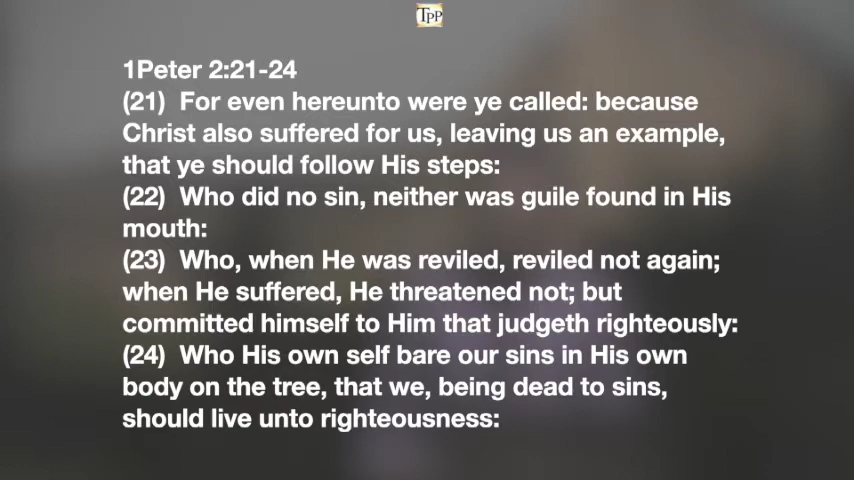 TPP
1Peter 2:21-24
(21) For even hereunto were ye called: because
Christ also suffered for us, leaving us an example,
that ye should follow His steps:
(22) Who did no sin, neither was guile found in His
mouth:
(23) Who, when He was reviled, reviled not again;
when He suffered, He threatened not; but
committed himself to Him that judgeth righteously:
(24) Who His own self bare our sins in His own
body on the tree, that we, being dead to sins,
should live unto righteousness: